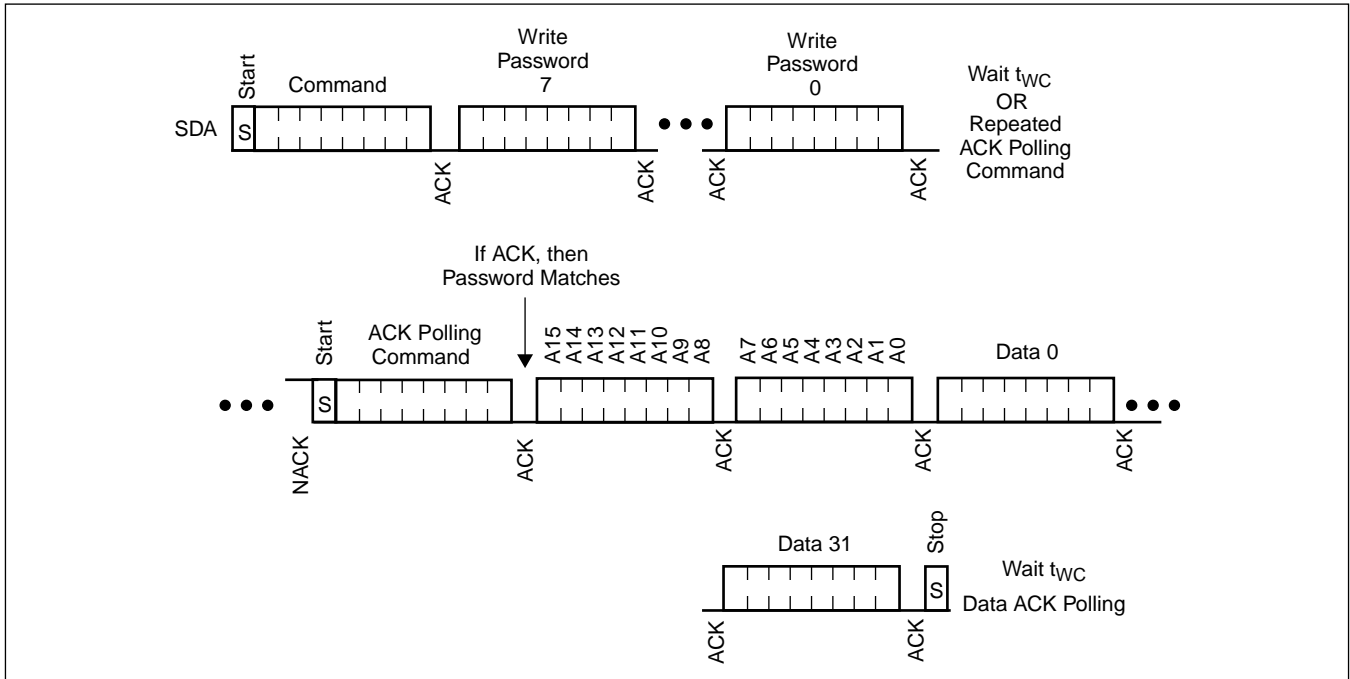 Write
Password
7
Write
Password
0
Start
Command
Wait tWC
OR
Repeated
ACK Polling
Command
SDA
S
ACK
ACK
ACK
ACK
If ACK, then
Password Matches
Start
ACK Polling
Command
A15
A14
A13
A12
A11
A10
A9
A8
A7
A6
A5
A4
A3
A2
A1
A0
Data 0
S
NACK
ACK
ACK
ACK
ACK
Data 31
Stop
S
Wait tWC
Data ACK Polling
ACK
ACK